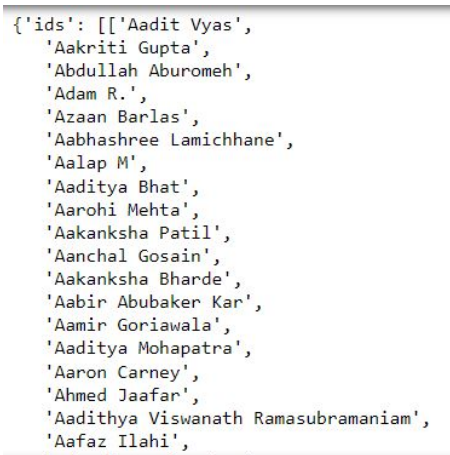 {'ids': [['Aadit Vyas',
'Aakriti Gupta',
'Abdullah Aburomeh',
'Adam R.',
'Azaan Barlas',
'Aabhashree Lamichhane',
'Aalap M',
'Aaditya Bhat',
'Aarohi Mehta',
'Aakanksha Patil',
'Aanchal Gosain',
'Aakanksha Bharde',
'Aabir Abubaker Kar',
'Aamir Goriawala',
'Aaditya Mohapatra',
'Aaron Carney',
'Ahmed Jaafar',
'Aadithya Viswanath Ramasubramaniam',
'Aafaz Ilahi',